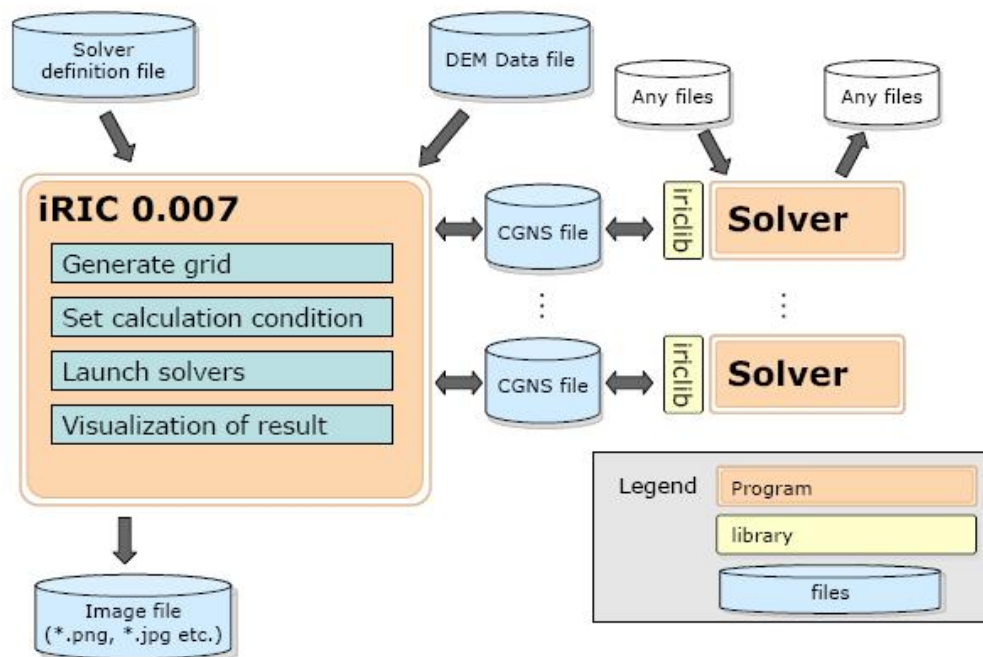 Solver
definition file
DEM Data file
Any files
Any files
iRIC 0.007
Generate grid
Set calculation condition
Launch solvers
Visualization of result
CGNS file
iriclib
Solver
CGNS file
iriclib
Solver
Image file
(*.png, *.jpg etc.)
Legend
Program
library
files